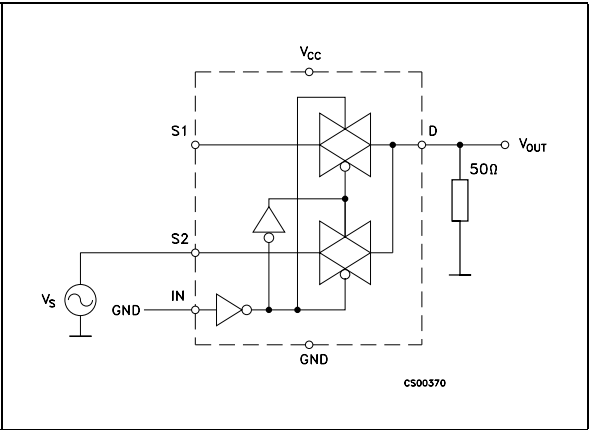 VCC
S1
D
VOUT
50Ω
S2
VS
IN
GND
GND
CS00370